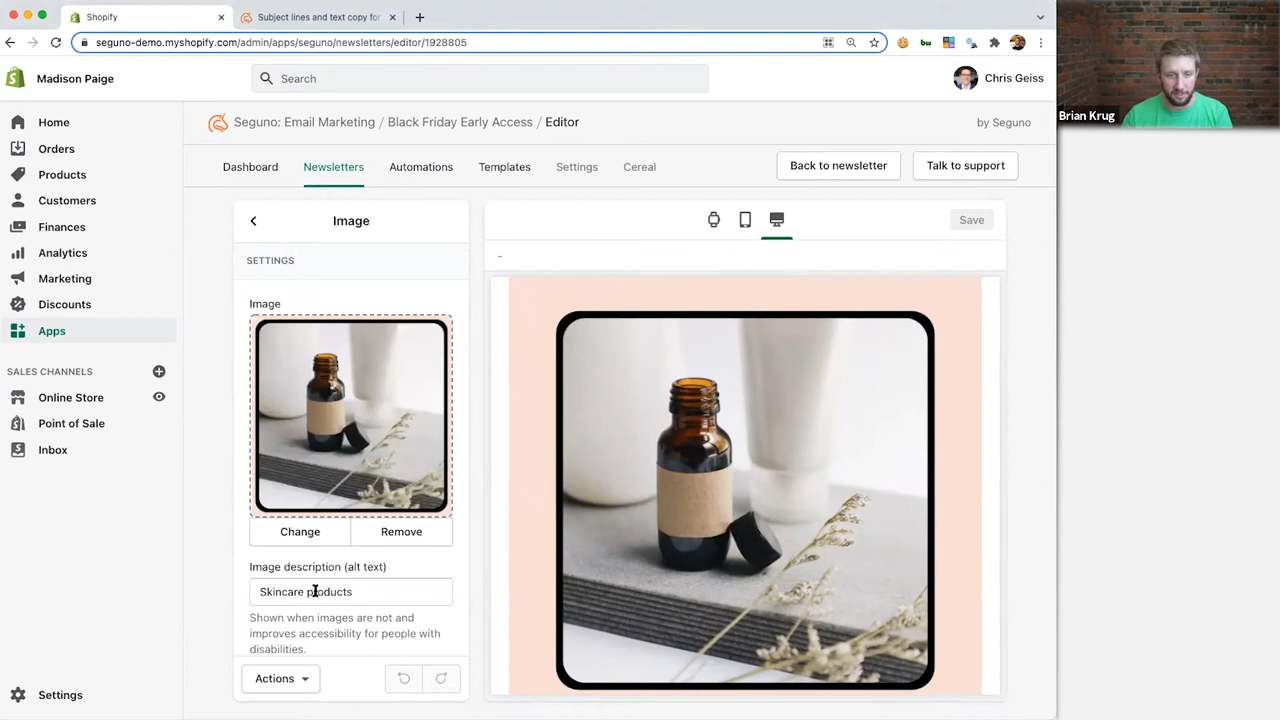 Shopify
Subject lines and text copy for
seguno-demo.myshopify.com/admin/apps/seguno/newsletters/editor/1928805
Madison Paige
Search
Chris Geiss
Brian Krug
Home
Orders
Products
Customers
Finances
Analytics
Marketing
Discounts
Apps
SALES CHANNELS
Online Store
Point of Sale
Inbox
Settings
Seguno: Email Marketing / Black Friday Early Access / Editor
by Seguno
Dashboard
Newsletters
Automations
Templates
Settings
Cereal
Back to newsletter
Talk to support
Image
SETTINGS
Image
Change
Remove
Image description (alt text)
Skincare products
Shown when images are not and
improves accessibility for people with
disabilities.
Actions
Save
-